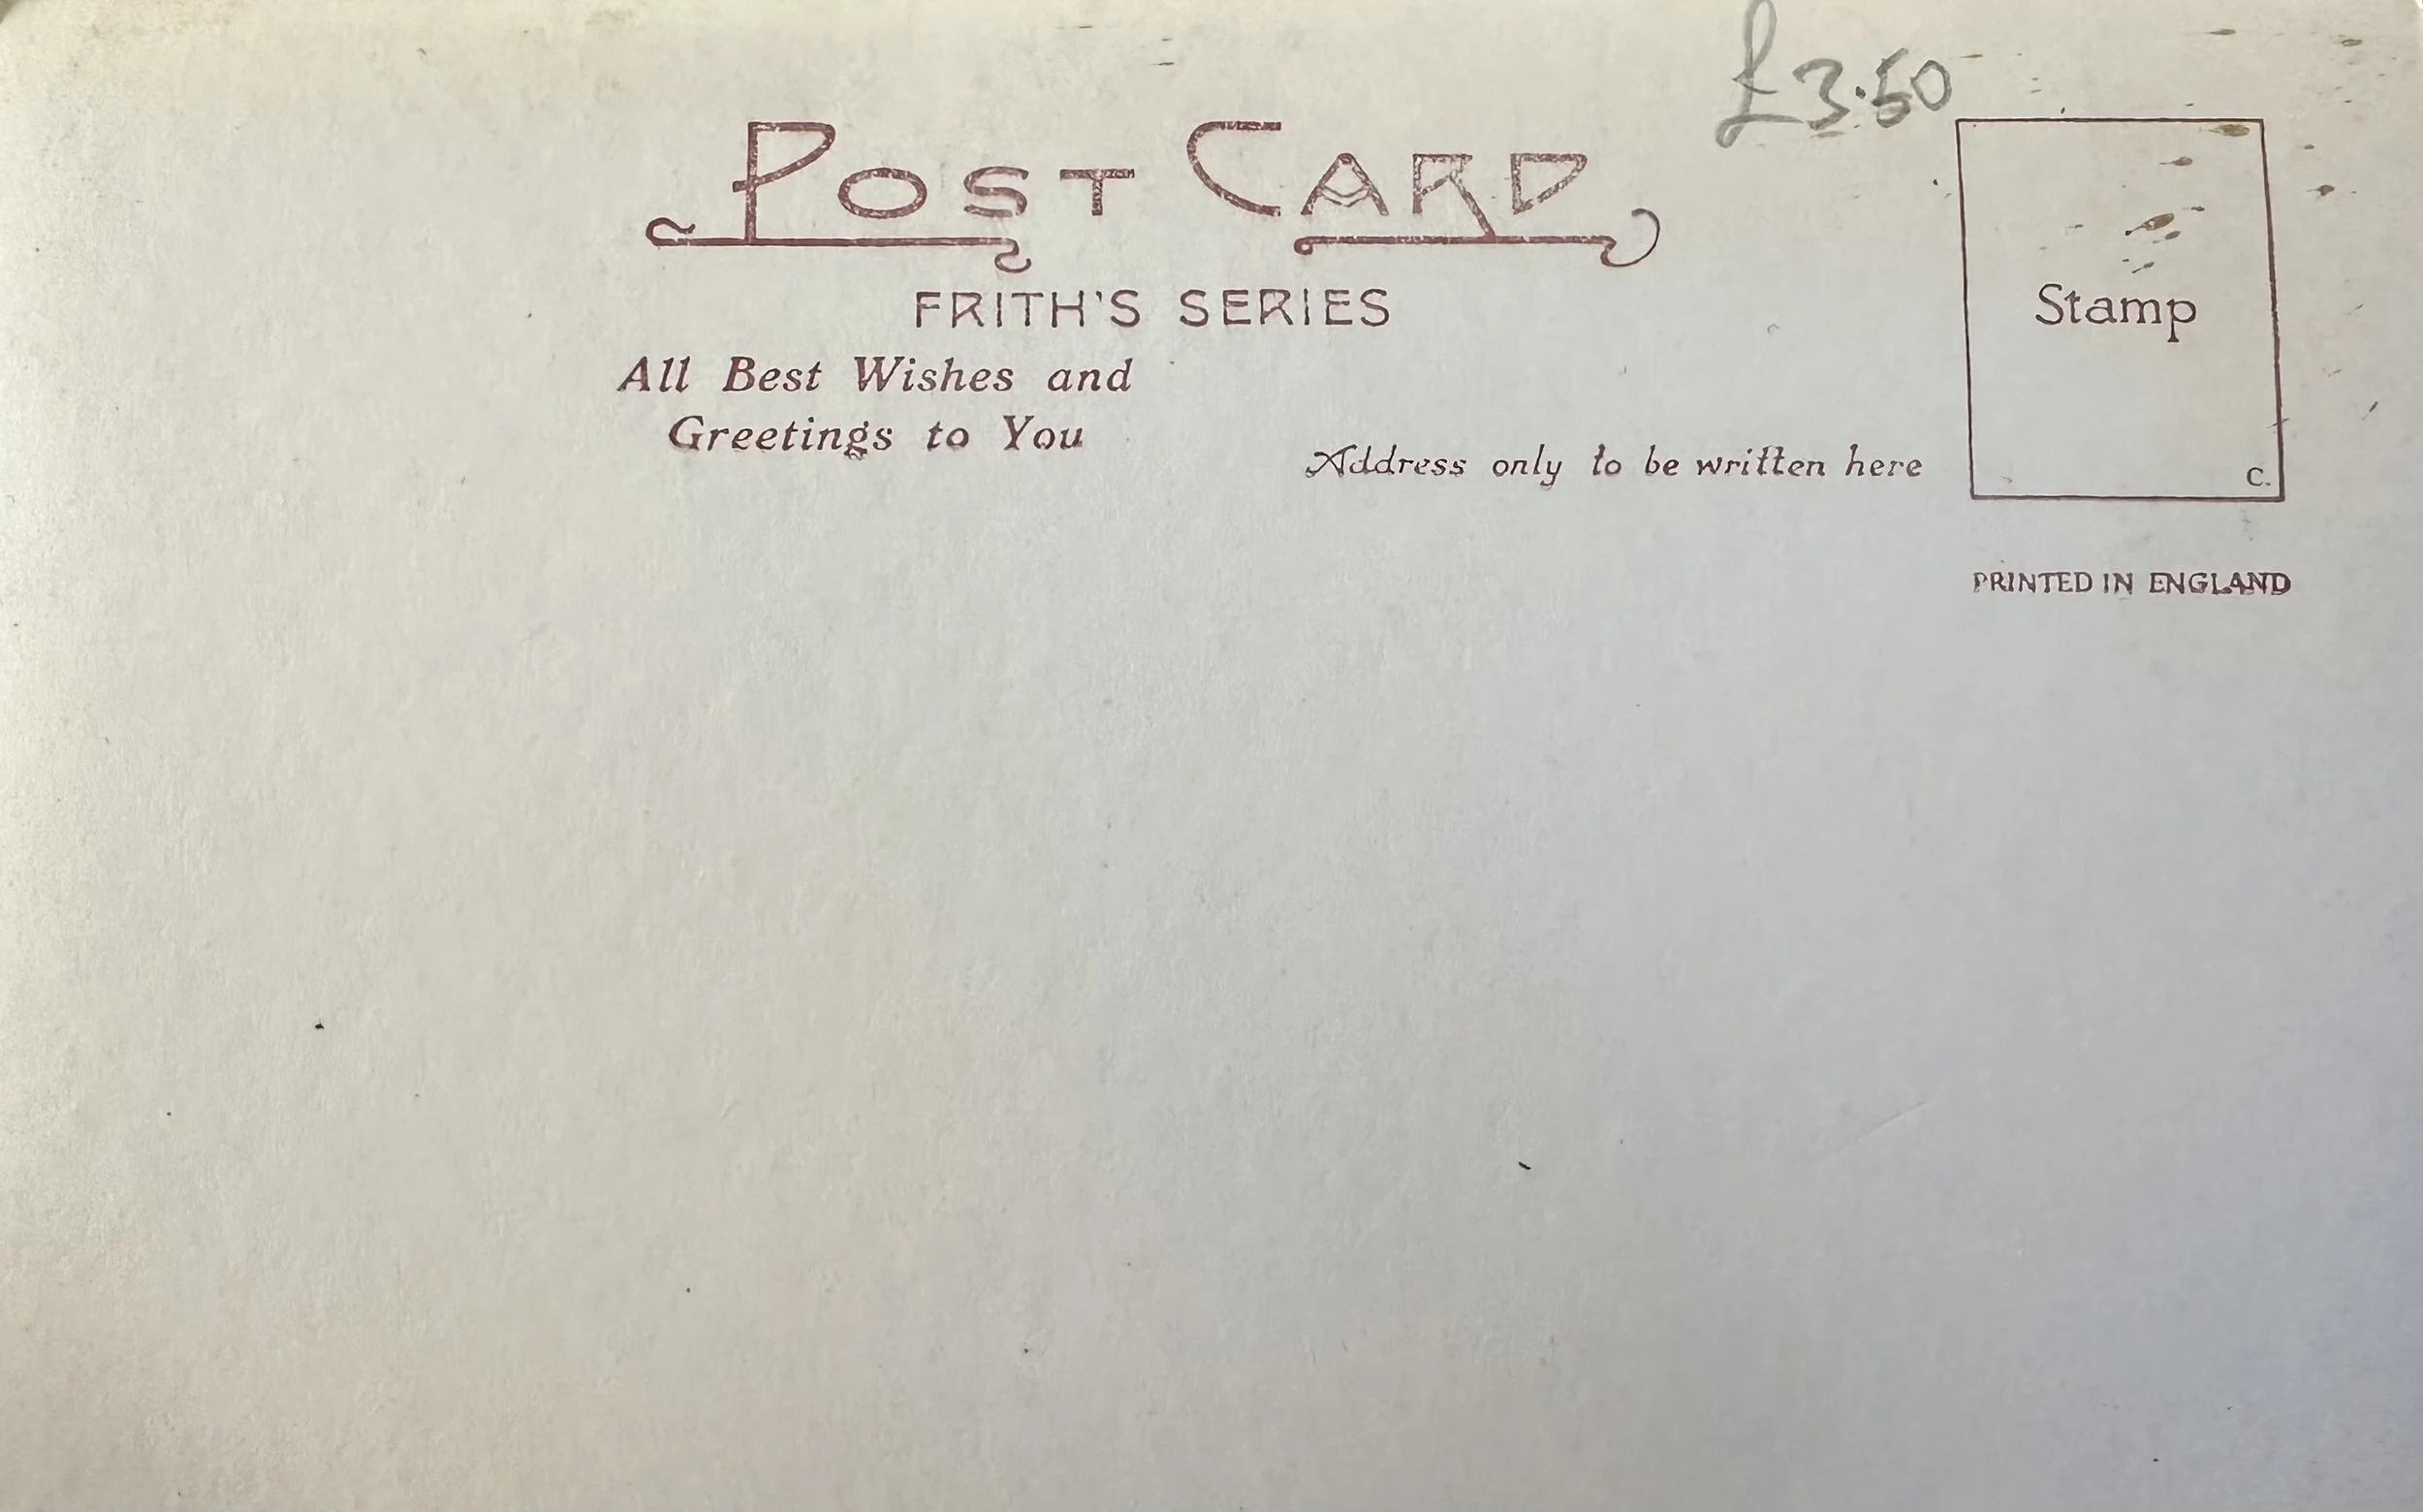 £3.50
POST CARD
FRITH'S SERIES
All Best Wishes and
Greetings to You
Address only to be written here
Stamp
C.
PRINTED IN ENGLAND